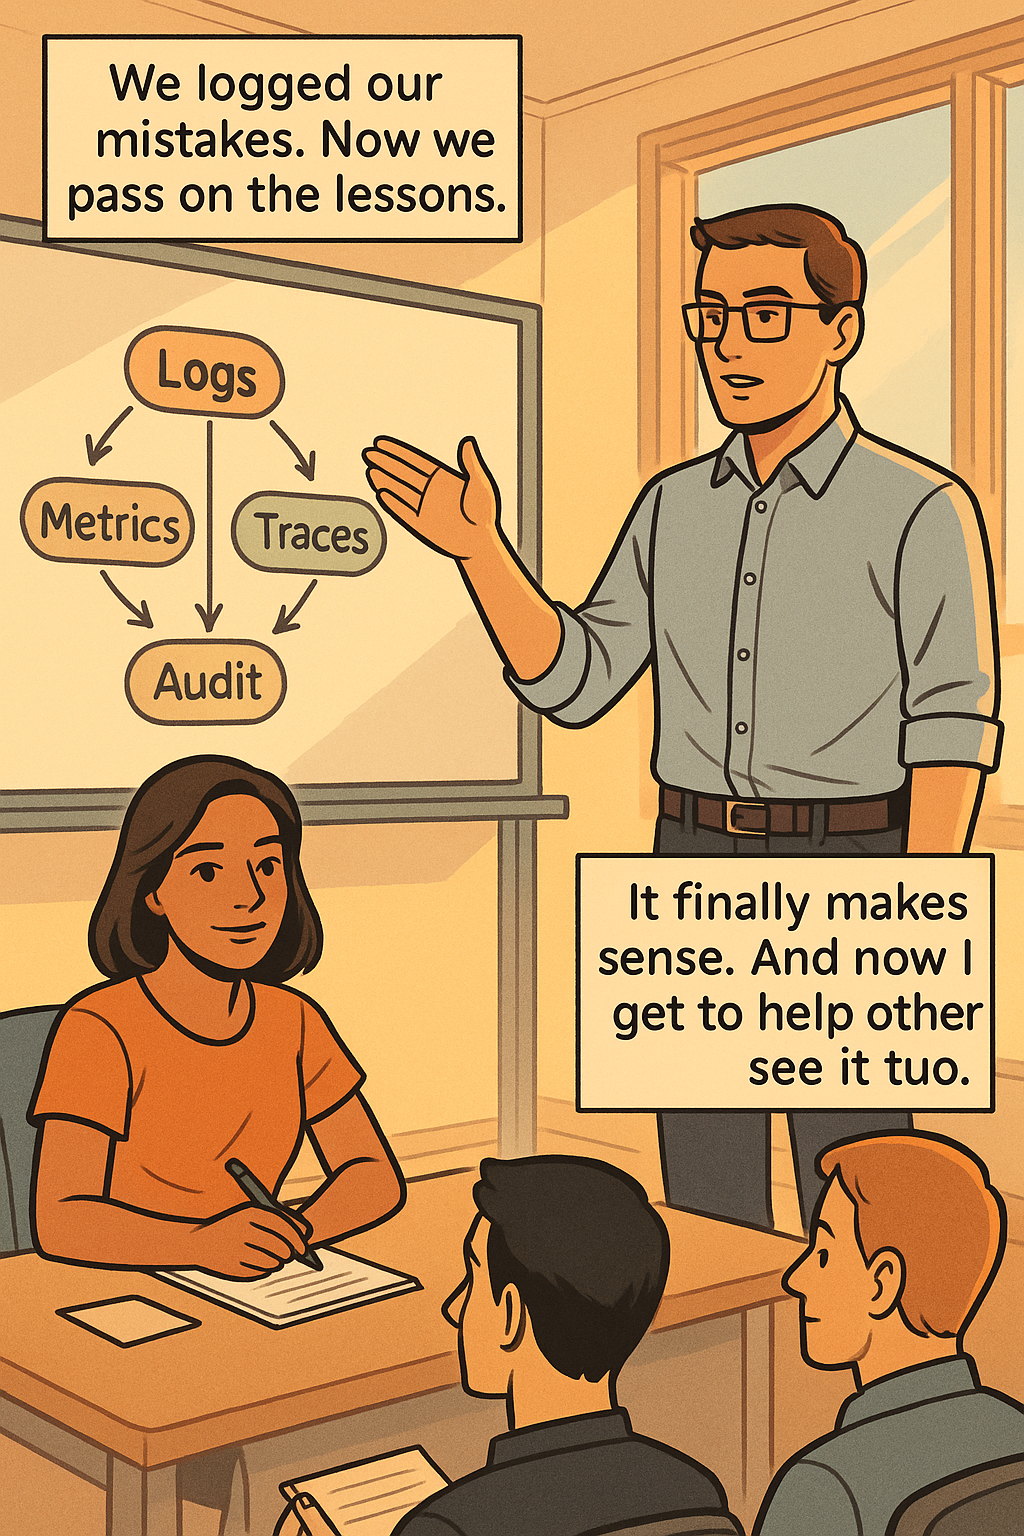 We logged our
mistakes. Now we
pass on the lessons.
Logs
Metrics
Traces
Audit
It finally makes
sense. And now I
get to help other
see it tuo.